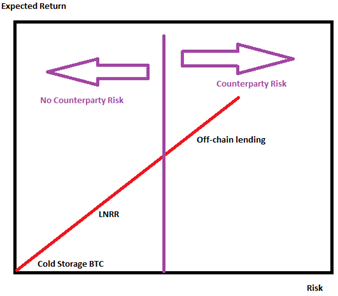 Expected Return
Counterparty Risk
No Counterparty Risk
Off-chain lending
LNRR
Cold Storage BTC
Risk